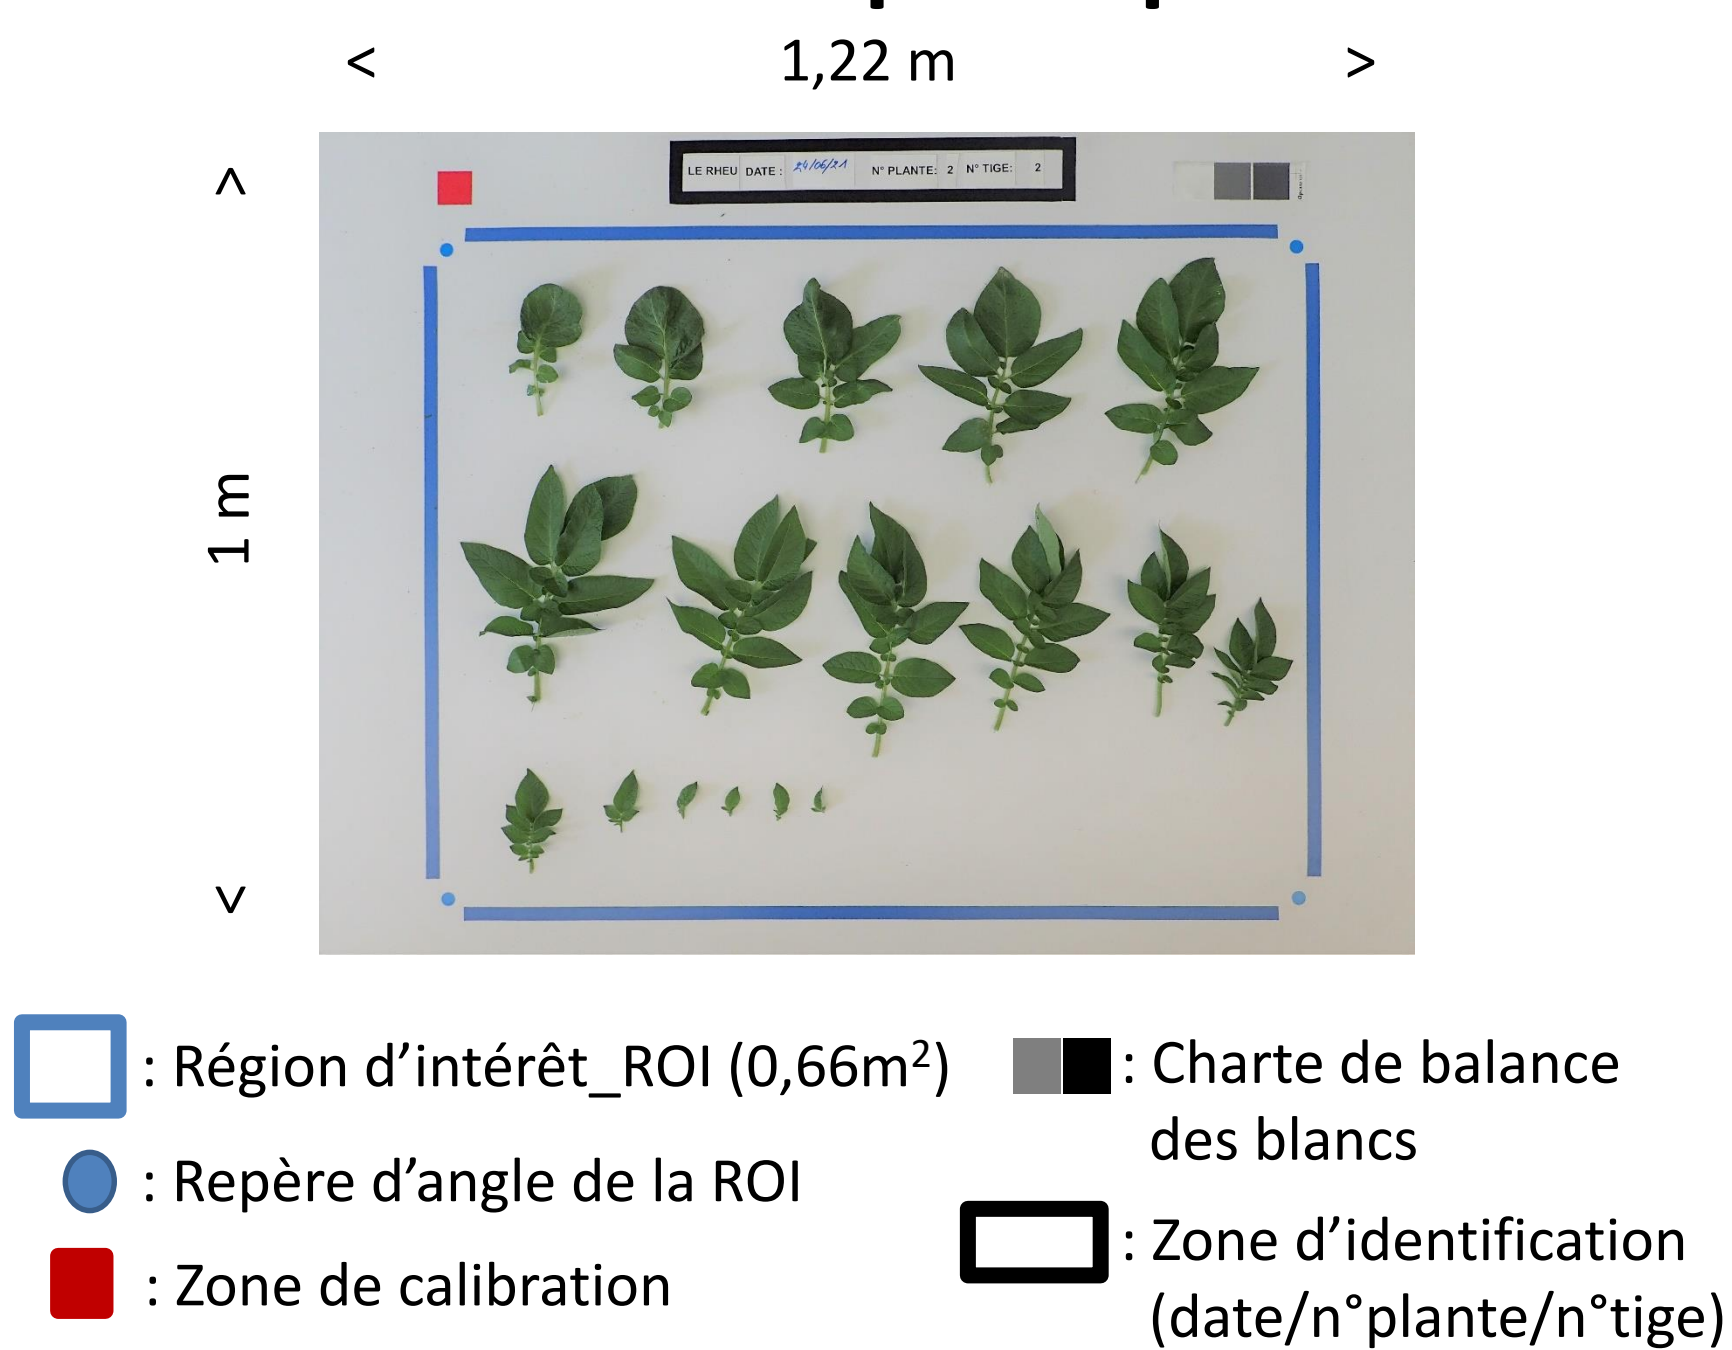 < 1,22 m >
LE RHEU DATE : 24/06/21 N° PLANTE: 2 N° TIGE: 2
< 1 m >
: Région d’intérêt_ROI (0,66m²)
: Repère d’angle de la ROI
: Zone de calibration
: Charte de balance
des blancs
: Zone d’identification
(date/n°plante/n°tige)